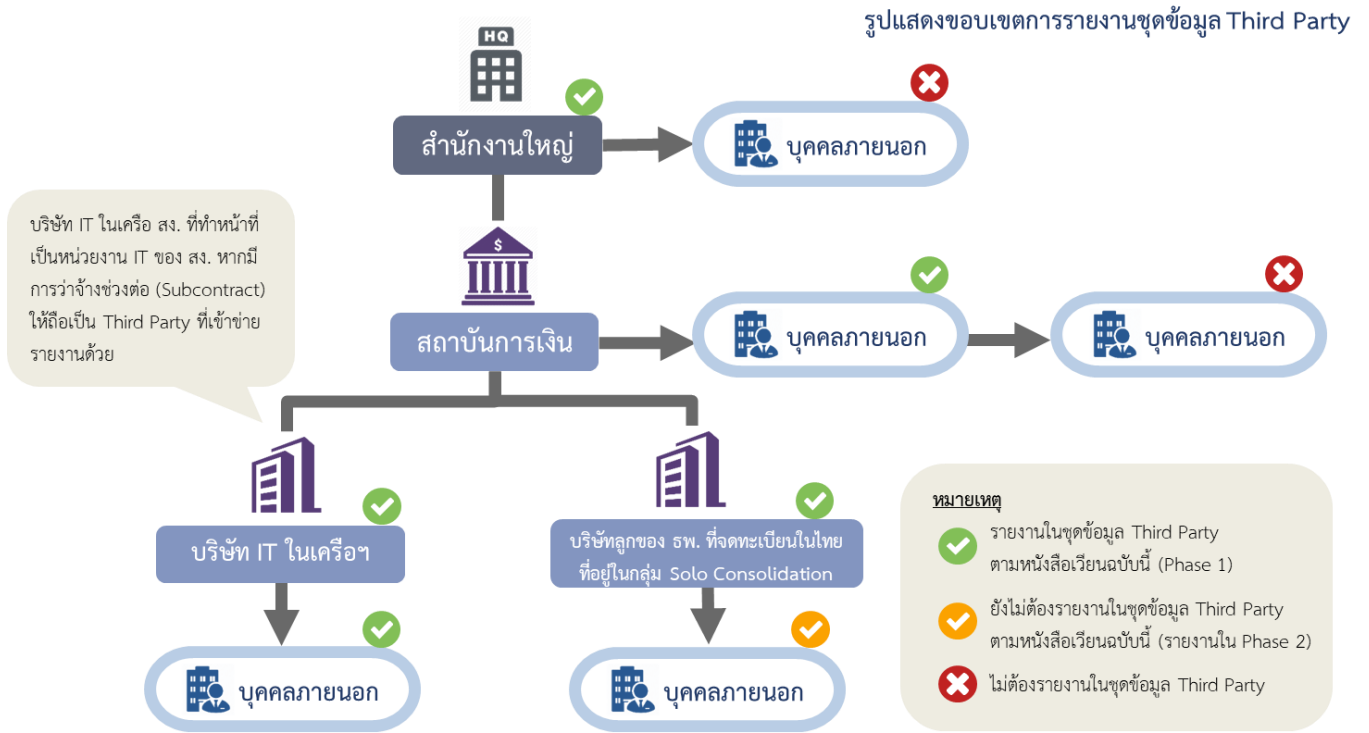 รูปแสดงขอบเขตการรายงานชุดข้อมูล Third Party
HQ
สำนักงานใหญ่
บุคคลภายนอก
บริษัท IT ในเครือ สง. ที่ทำหน้าที่
เป็นหน่วยงาน IT ของ สง. หากมี
การว่าจ้างช่วงต่อ (Subcontract)
ให้ถือเป็น Third Party ที่เข้าข่าย
รายงานด้วย
$
สถาบันการเงิน
บุคคลภายนอก
บุคคลภายนอก
บริษัท IT ในเครือฯ
บริษัทลูกของ ธพ. ที่จดทะเบียนในไทย
ที่อยู่ในกลุ่ม Solo Consolidation
บุคคลภายนอก
บุคคลภายนอก
หมายเหตุ
รายงานในชุดข้อมูล Third Party
ตามหนังสือเวียนฉบับนี้ (Phase 1)
ยังไม่ต้องรายงานในชุดข้อมูล Third Party
ตามหนังสือเวียนฉบับนี้ (รายงานใน Phase 2)
ไม่ต้องรายงานในชุดข้อมูล Third Party